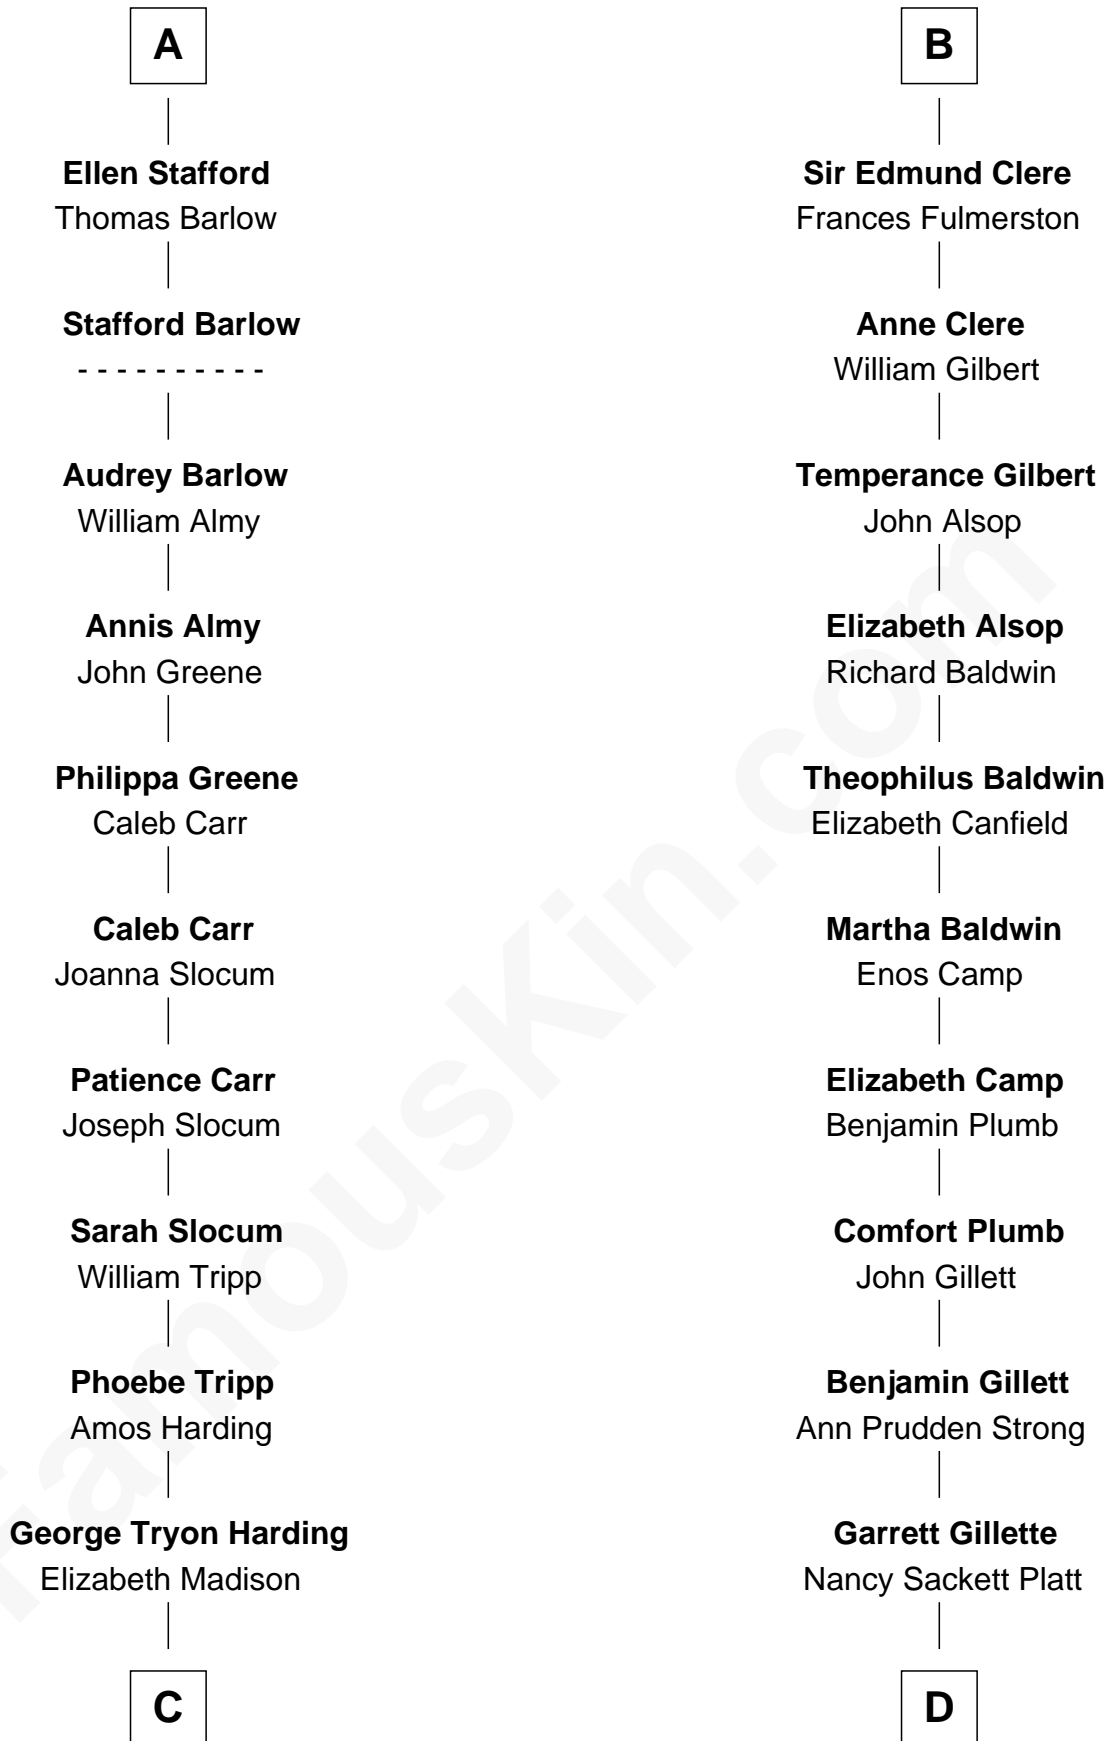 A
Ellen Stafford
Thomas Barlow
Stafford Barlow
- - - - - - - - - -
Audrey Barlow
William Almy
Annis Almy
John Greene
Philippa Greene
Caleb Carr
Caleb Carr
Joanna Slocum
Patience Carr
Joseph Slocum
Sarah Slocum
William Tripp
Phoebe Tripp
Amos Harding
George Tryon Harding
Elizabeth Madison
C
B
Sir Edmund Clere
Frances Fulmerston
Anne Clere
William Gilbert
Temperance Gilbert
John Alsop
Elizabeth Alsop
Richard Baldwin
Theophilus Baldwin
Elizabeth Canfield
Martha Baldwin
Enos Camp
Elizabeth Camp
Benjamin Plumb
Comfort Plumb
John Gillett
Benjamin Gillett
Ann Prudden Strong
Garrett Gillette
Nancy Sackett Platt
D
FamousKin.com